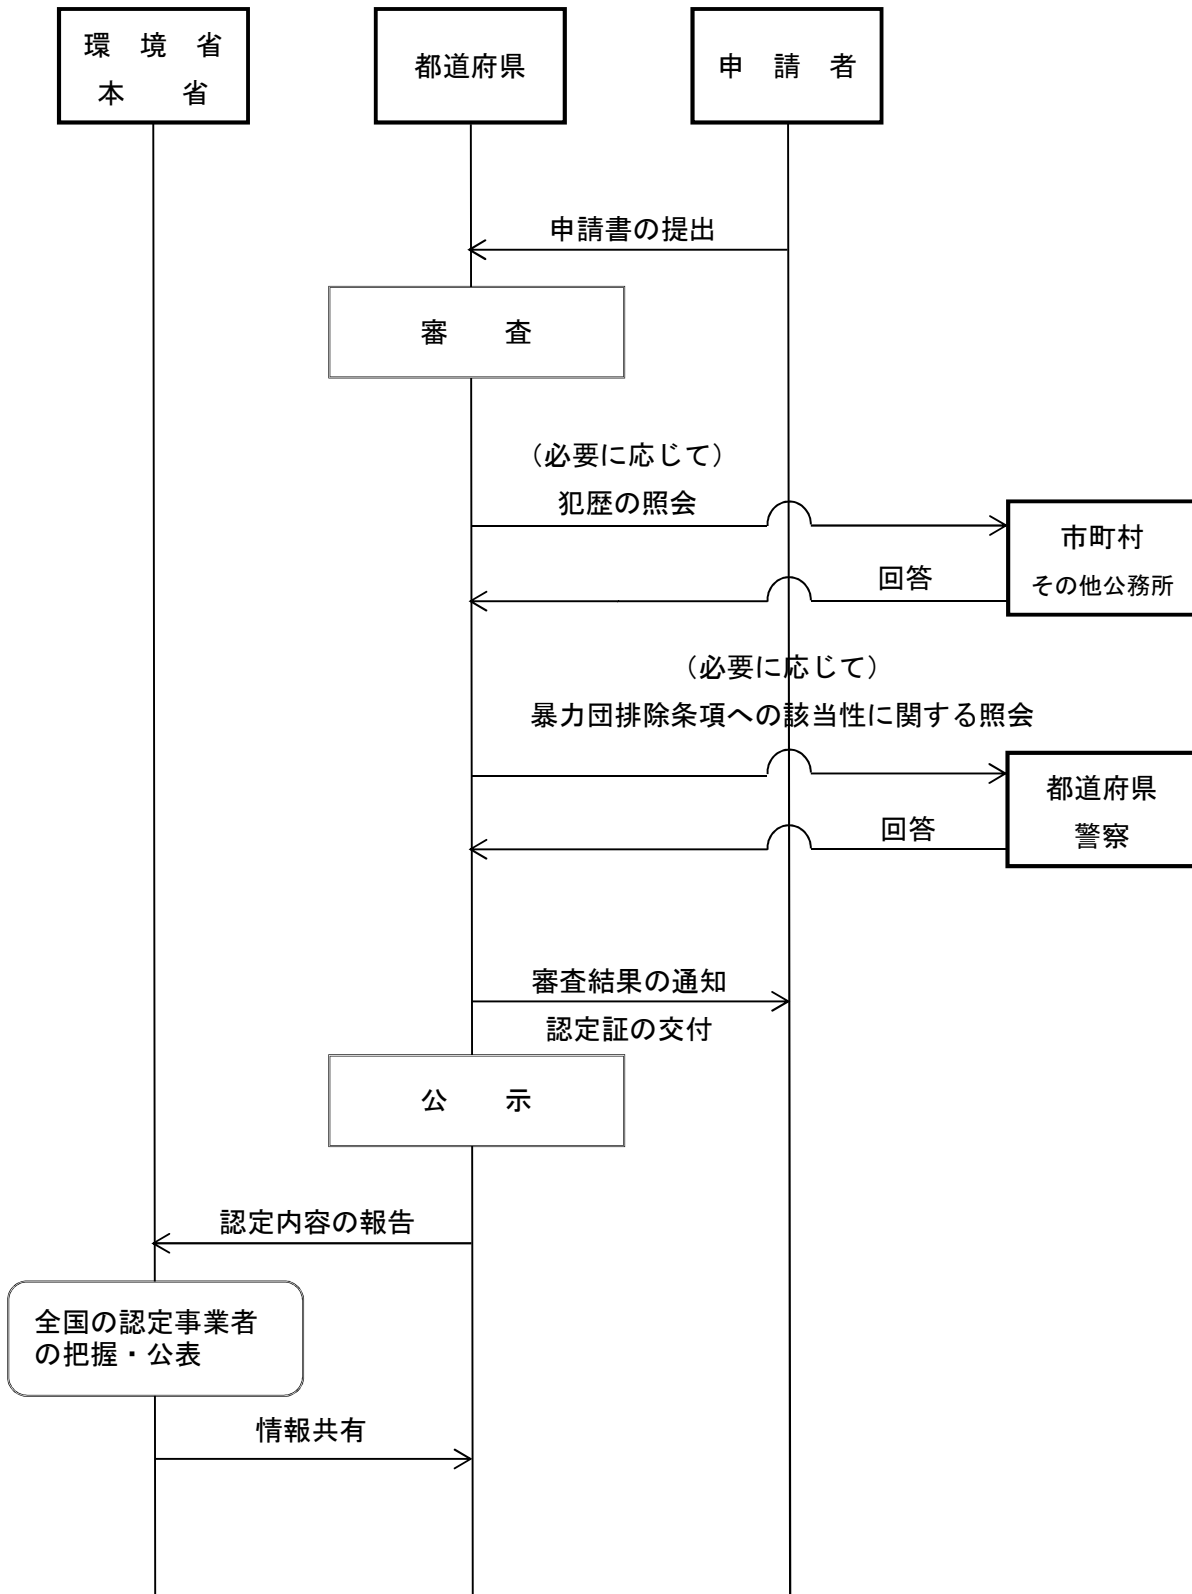 環　境　省
本　　　省
都道府県
申　請　者
申請書の提出
審　　査
（必要に応じて）
犯歴の照会
市町村
その他公務所
回答
（必要に応じて）
暴力団排除条項への該当性に関する照会
都道府県
警察
回答
審査結果の通知
認定証の交付
公　　示
認定内容の報告
全国の認定事業者
の把握・公表
情報共有